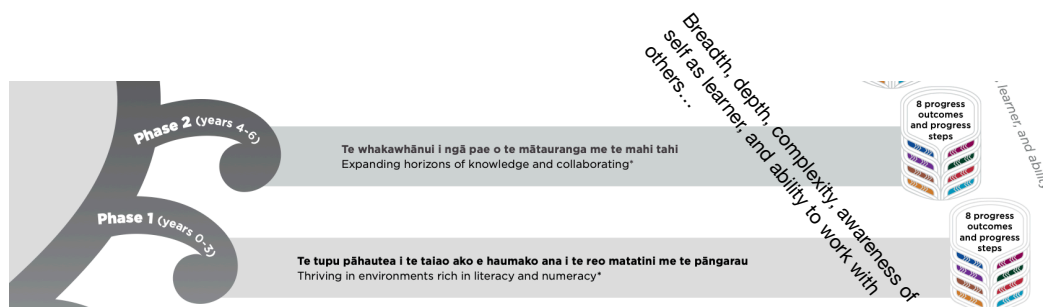 Breadth, depth, complexity, awareness of
self as learner, and ability to work with
others...
learner, and ability
Phase 2 (years 4-6)
Te whakawhānui i ngā pae o te mātauranga me te mahi tahi
Expanding horizons of knowledge and collaborating*
8 progress
outcomes
and progress
steps
Phase 1 (years 0-3)
Te tupu pāhautea i te taiao ako e haumako ana i te reo matatini me te pāngarau
Thriving in environments rich in literacy and numeracy*
8 progress
outcomes
and progress
steps